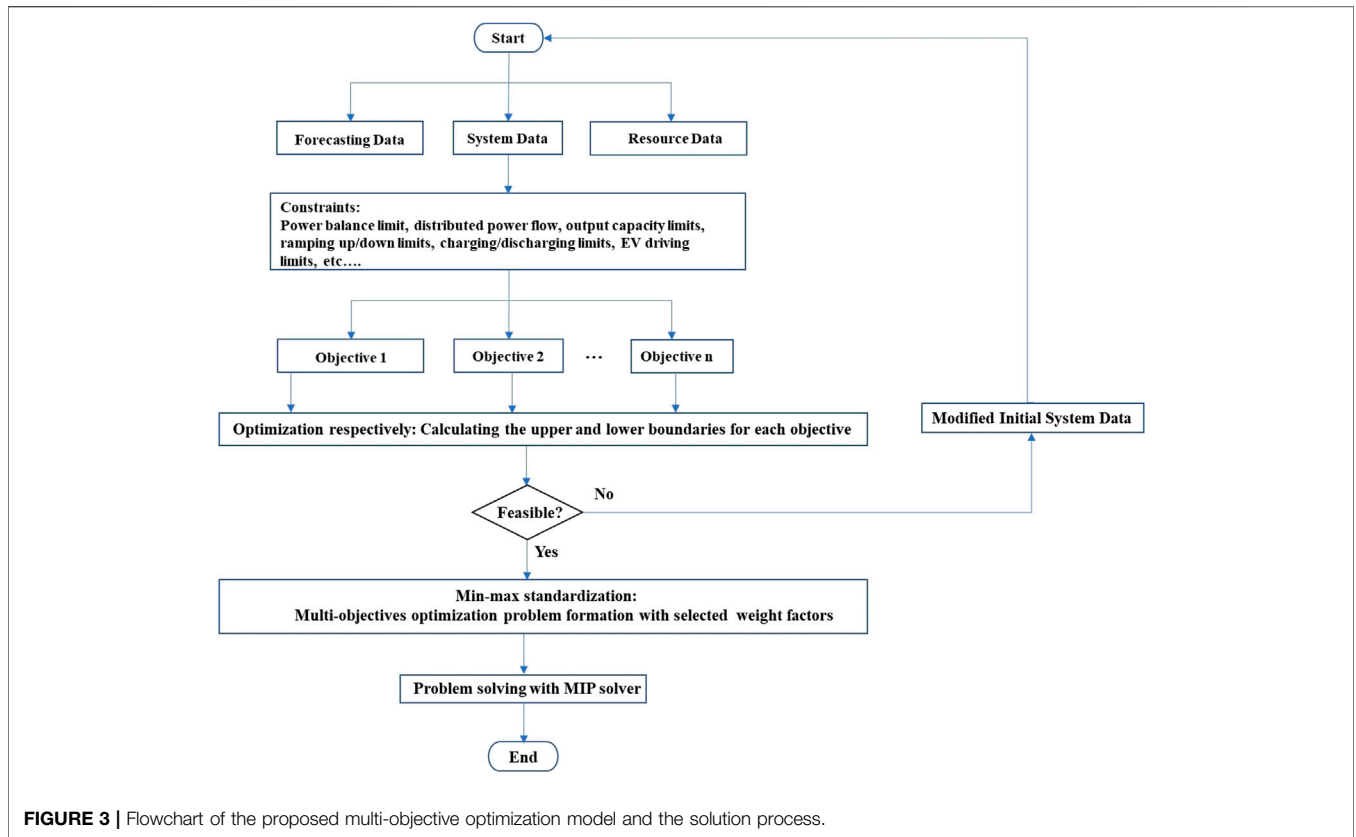 Start
Forecasting Data
System Data
Resource Data
Constraints:
Power balance limit, distributed power flow, output capacity limits,
ramping up/down limits, charging/discharging limits, EV driving
limits, etc….
Objective 1
Objective 2
…
Objective n
Optimization respectively: Calculating the upper and lower boundaries for each objective
Modified Initial System Data
Feasible?
No
Yes
Min-max standardization:
Multi-objectives optimization problem formation with selected weight factors
Problem solving with MIP solver
End
FIGURE 3 | Flowchart of the proposed multi-objective optimization model and the solution process.